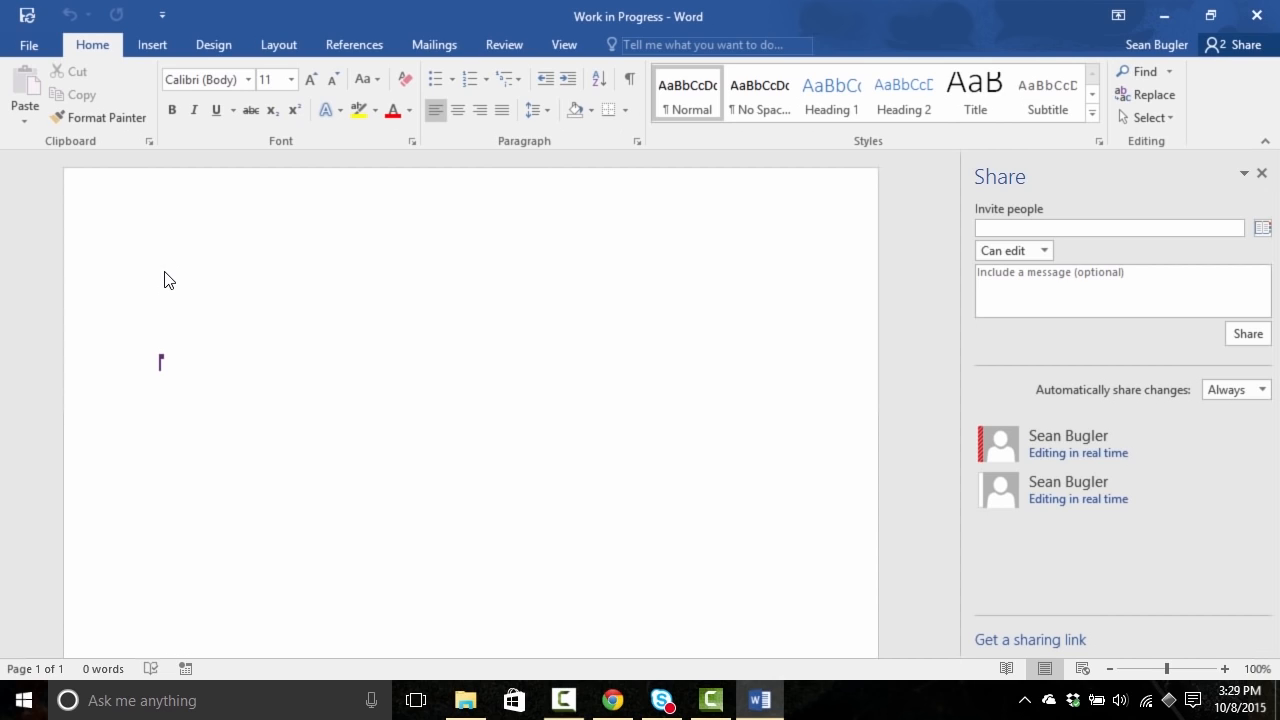 Work in Progress - Word
File Home Insert Design Layout References Mailings Review View Tell me what you want to do... Sean Bugler 2 Share
Paste
Cut
Copy
Format Painter
Clipboard
Calibri (Body) 11
Font
Paragraph
AaBbCcDc AaBbCcDc AaBbCc AaBbCcD AaB AaBbCcD
¶ Normal ¶ No Spac... Heading 1 Heading 2 Title Subtitle
Styles
Find
Replace
Select
Editing
Share
Invite people
Can edit
Include a message (optional)
Share
Automatically share changes: Always
Sean Bugler
Editing in real time
Sean Bugler
Editing in real time
Get a sharing link
Page 1 of 1 0 words 100%
Ask me anything
3:29 PM
10/8/2015